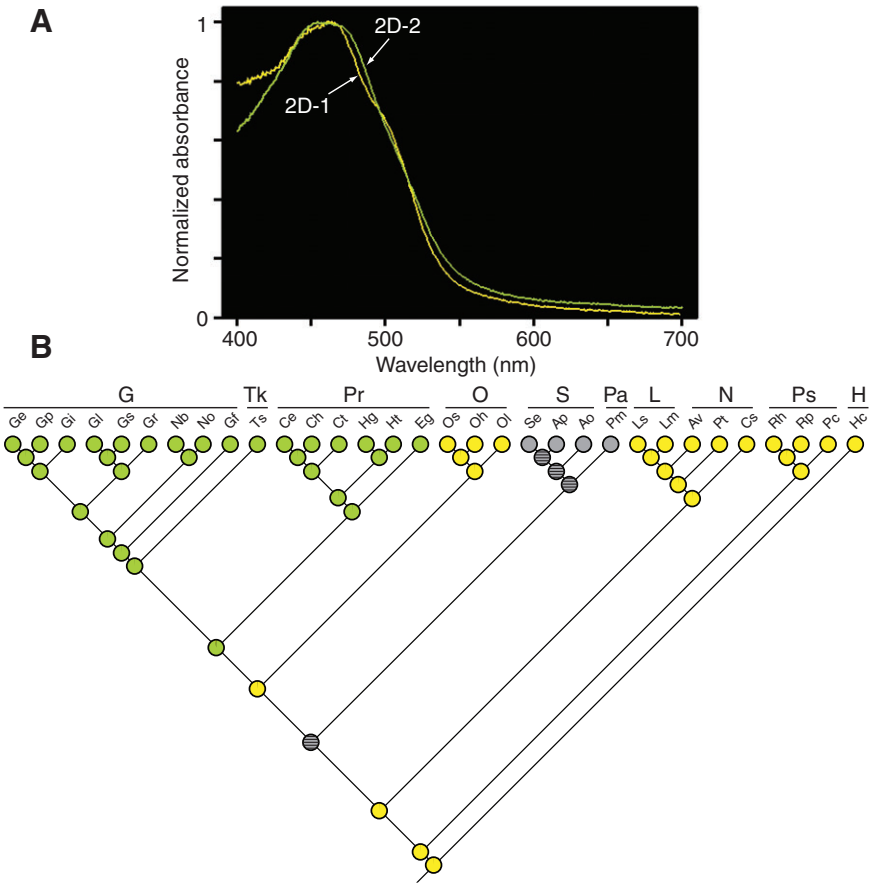 A
1
2D-2
2D-1
Normalized absorbance
0
400
500
600
700
Wavelength (nm)
B
G Tk Pr O S Pa L N Ps H
Ge Gp Gi Gl Gs Gr Nb No Gf Ts Ce Ch Ct Hg Ht Eg Os Oh Ol Se Ap Ao Pm Ls Lm Av Pt Cs Rh Rp Pc Hc